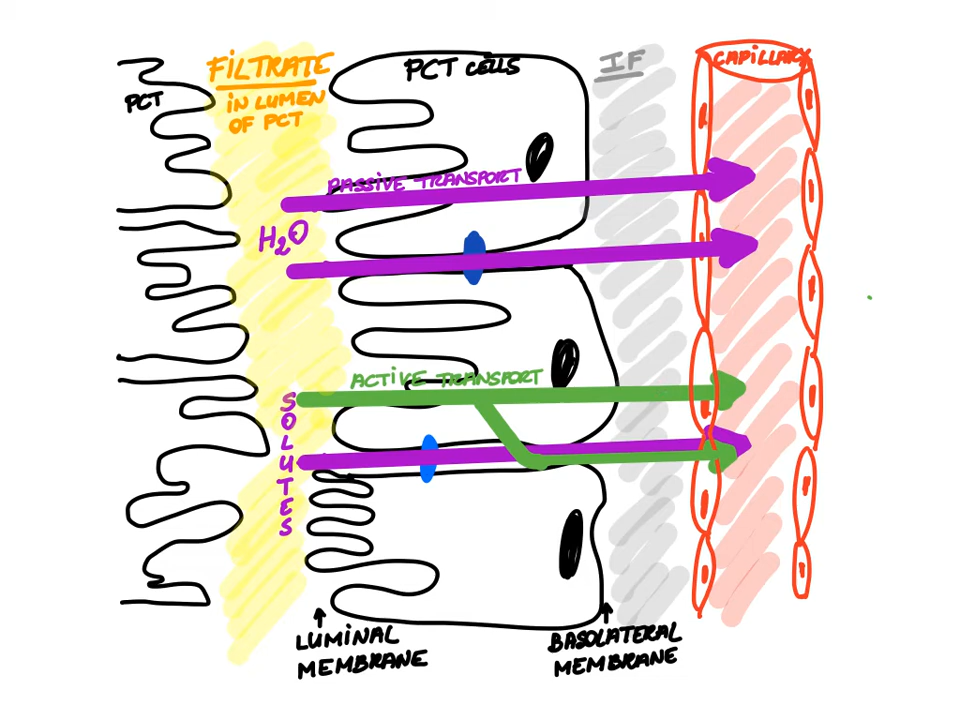 PCT
FILTRATE
IN LUMEN
OF PCT
PCT CELLS
IF
CAPILLARY
PASSIVE TRANSPORT
H2O
ACTIVE TRANSPORT
SOLUTES
LUMINAL
MEMBRANE
BASOLATERAL
MEMBRANE